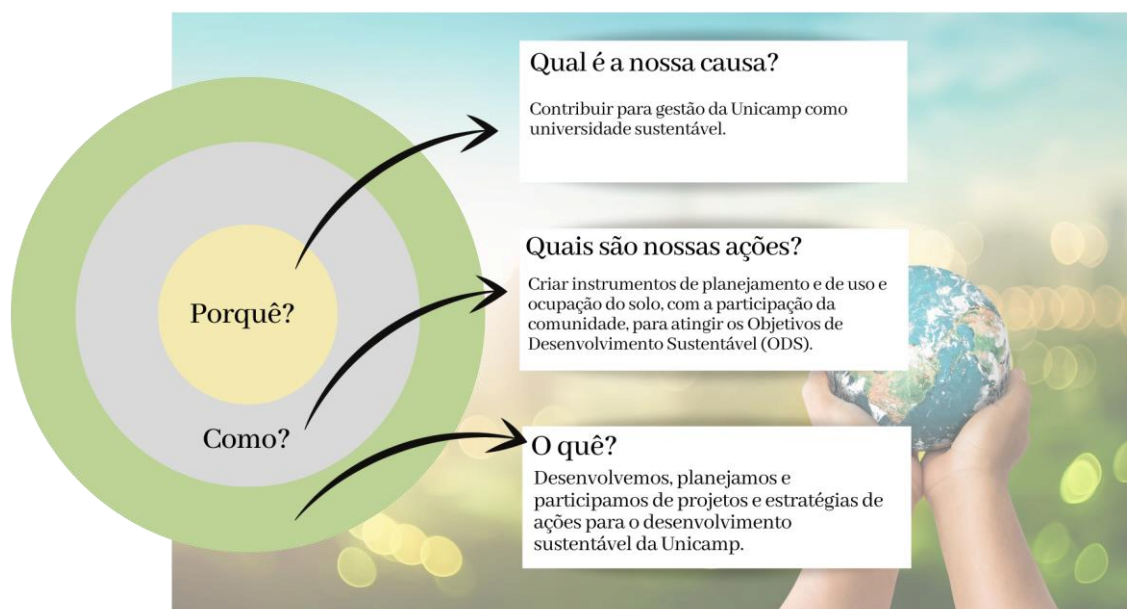 Porquê?
Como?
Qual é a nossa causa?
Contribuir para gestão da Unicamp como
universidade sustentável.
Quais são nossas ações?
Criar instrumentos de planejamento e de uso e
ocupação do solo, com a participação da
comunidade, para atingir os Objetivos de
Desenvolvimento Sustentável (ODS).
O quê?
Desenvolvemos, planejamos e
participamos de projetos e estratégias de
ações para o desenvolvimento
sustentável da Unicamp.